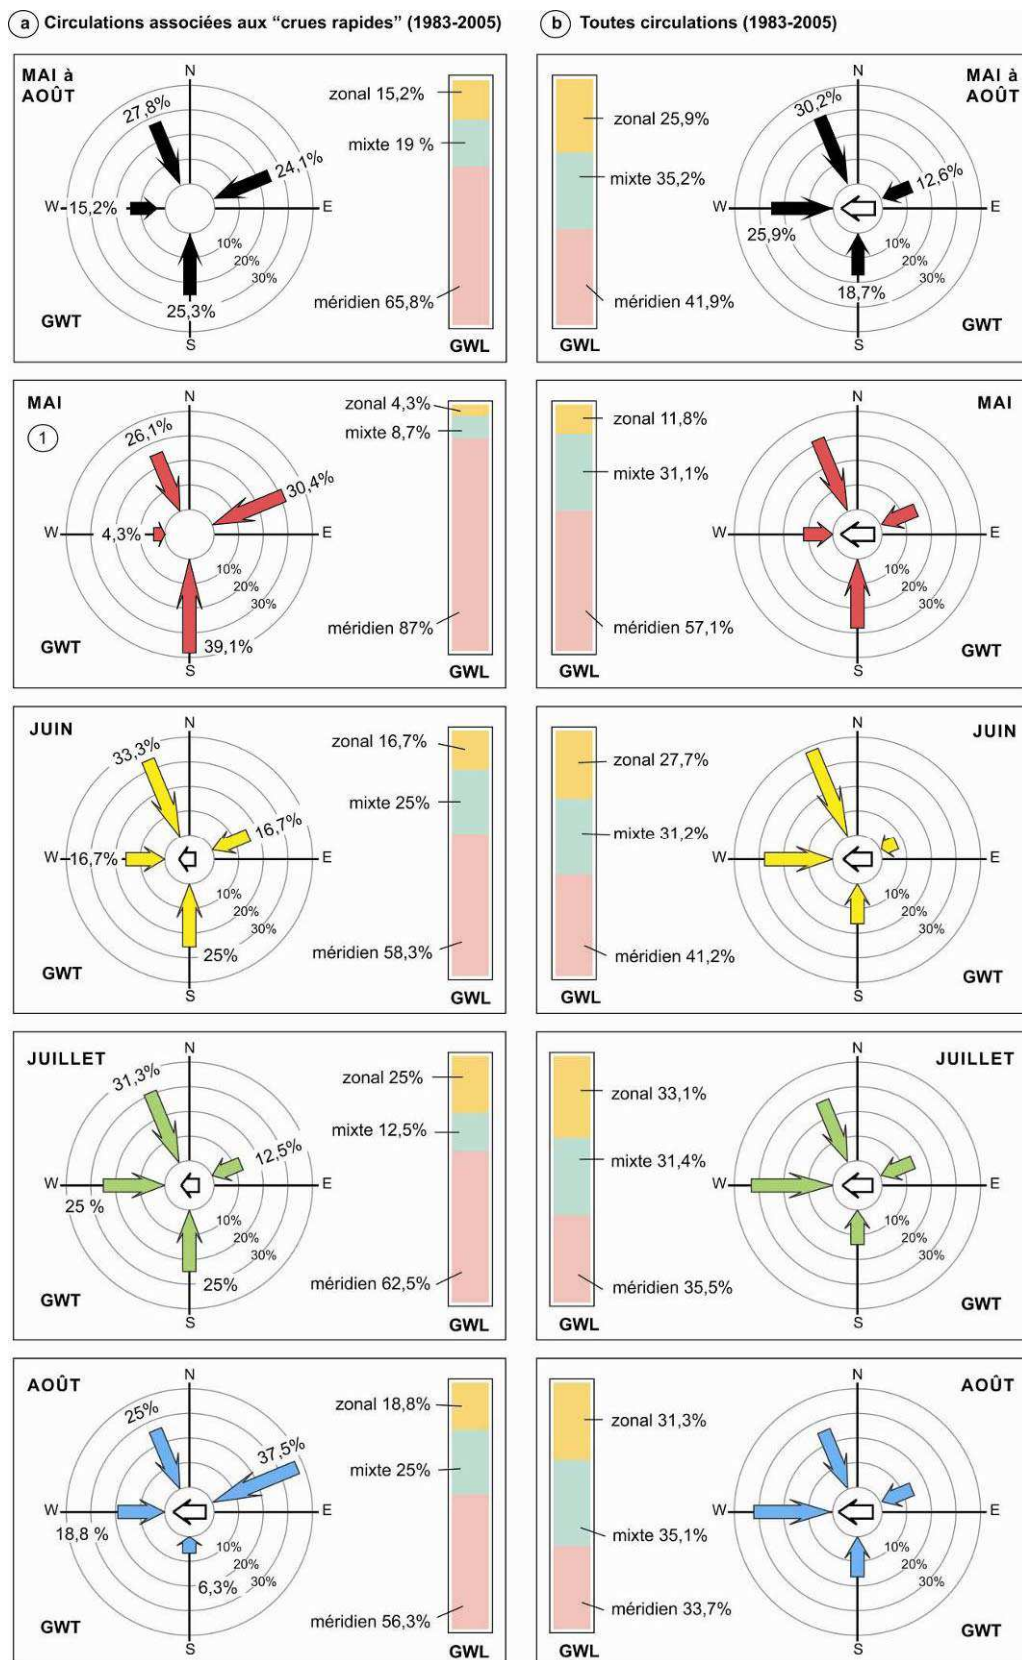 a Circulations associées aux “crues rapides” (1983-2005)
b Toutes circulations (1983-2005)
MAI à
AOÛT
N
27,8%
24,1%
W
15,2%
E
10%
20%
30%
25,3%
S
GWT
zonal 15,2%
mixte 19 %
méridien 65,8%
GWL
zonal 25,9%
mixte 35,2%
méridien 41,9%
GWL
MAI à
AOÛT
N
30,2%
12,6%
W
E
25,9%
10%
20%
30%
18,7%
S
GWT
MAI
1
N
26,1%
30,4%
W
4,3%
E
10%
20%
30%
39,1%
S
GWT
zonal 4,3%
mixte 8,7%
méridien 87%
GWL
zonal 11,8%
mixte 31,1%
méridien 57,1%
GWL
MAI
N
W
E
10%
20%
30%
S
GWT
JUIN
N
33,3%
16,7%
W
16,7%
E
10%
20%
30%
25%
S
GWT
zonal 16,7%
mixte 25%
méridien 58,3%
GWL
zonal 27,7%
mixte 31,2%
méridien 41,2%
GWL
JUIN
N
W
E
10%
20%
30%
S
GWT
JUILLET
N
31,3%
12,5%
W
E
25 %
10%
20%
30%
25%
S
GWT
zonal 25%
mixte 12,5%
méridien 62,5%
GWL
zonal 33,1%
mixte 31,4%
méridien 35,5%
GWL
JUILLET
N
W
E
10%
20%
30%
S
GWT
AOÛT
N
25%
37,5%
W
E
18,8 %
10%
20%
30%
6,3%
S
GWT
zonal 18,8%
mixte 25%
méridien 56,3%
GWL
zonal 31,3%
mixte 35,1%
méridien 33,7%
GWL
AOÛT
N
W
E
10%
20%
30%
S
GWT